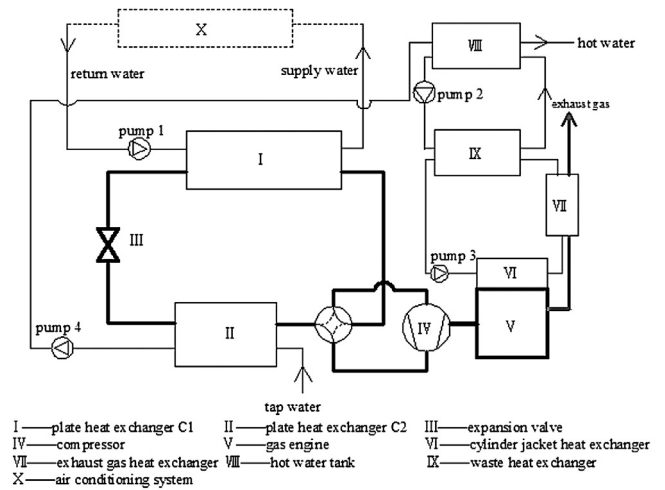 X
VIII
hot water
return water
supply water
pump 2
exhaust gas
pump 1
I
IX
VII
III
pump 3
VI
pump 4
II
IV
V
tap water
I——plate heat exchanger C1 II——plate heat exchanger C2 III——expansion valve
IV——compressor V——gas engine VI——cylinder jacket heat exchanger
VII——exhaust gas heat exchanger VIII——hot water tank IX——waste heat exchanger
X——air conditioning system